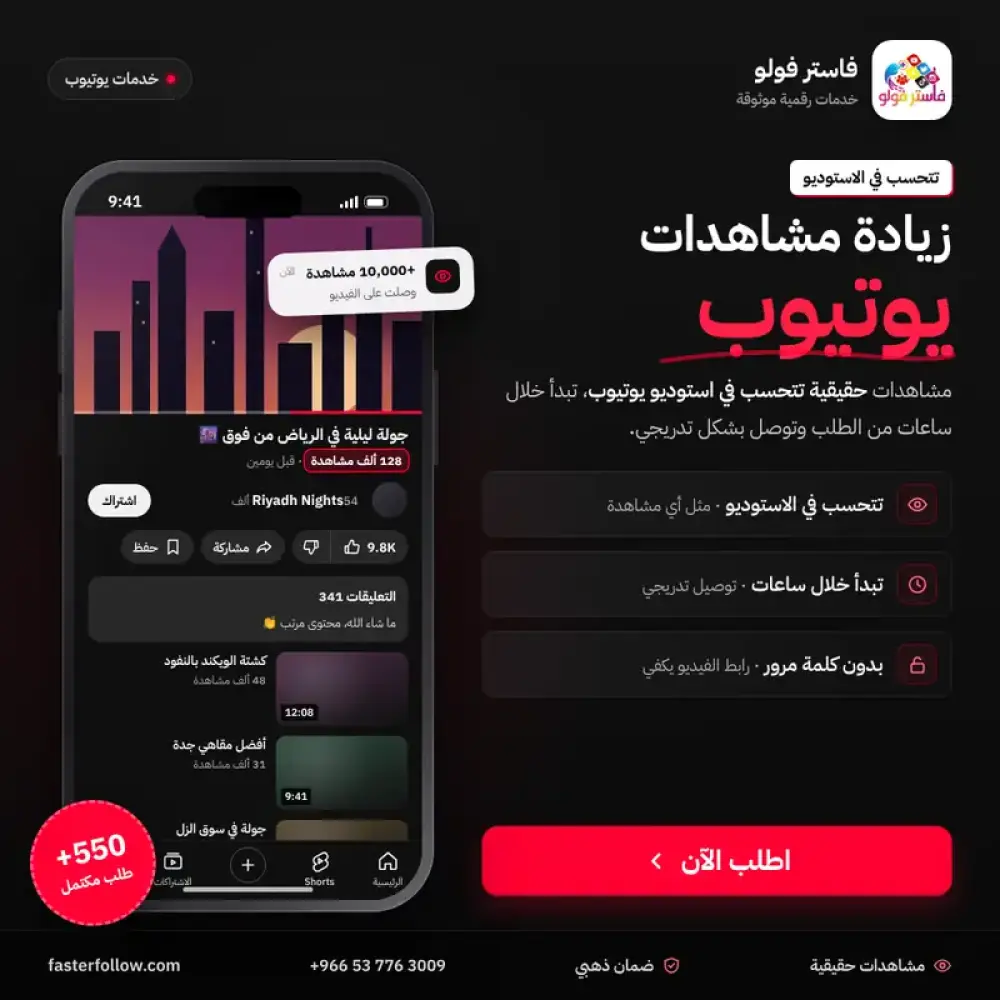 فاستر فولو
فاستر فولو
خدمات رقمية موثوقة
خدمات يوتيوب
تتحسب في الاستوديو
زيادة مشاهدات
يوتيوب
مشاهدات حقيقية تتحسب في استوديو يوتيوب، تبدأ خلال
ساعات من الطلب وتوصل بشكل تدريجي.
تتحسب في الاستوديو · مثل أي مشاهدة
تبدأ خلال ساعات · توصيل تدريجي
بدون كلمة مرور · رابط الفيديو يكفي
اطلب الآن
9:41
+10,000 مشاهدة الآن
وصلت على الفيديو
جولة ليلية في الرياض من فوق 🌆
128 ألف مشاهدة · قبل يومين
Riyadh Nights54 ألف
اشتراك
9.8K
مشاركة
حفظ
التعليقات 341
ما شاء الله، محتوى مرتب 👏
كشتة الويكند بالنفود
48 ألف مشاهدة
12:08
أفضل مقاهي جدة
31 ألف مشاهدة
9:41
جولة في سوق الزل
الرئيسية
Shorts
الاشتراكات
+550
طلب مكتمل
مشاهدات حقيقية
ضمان ذهبي
+966 53 776 3009
fasterfollow.com